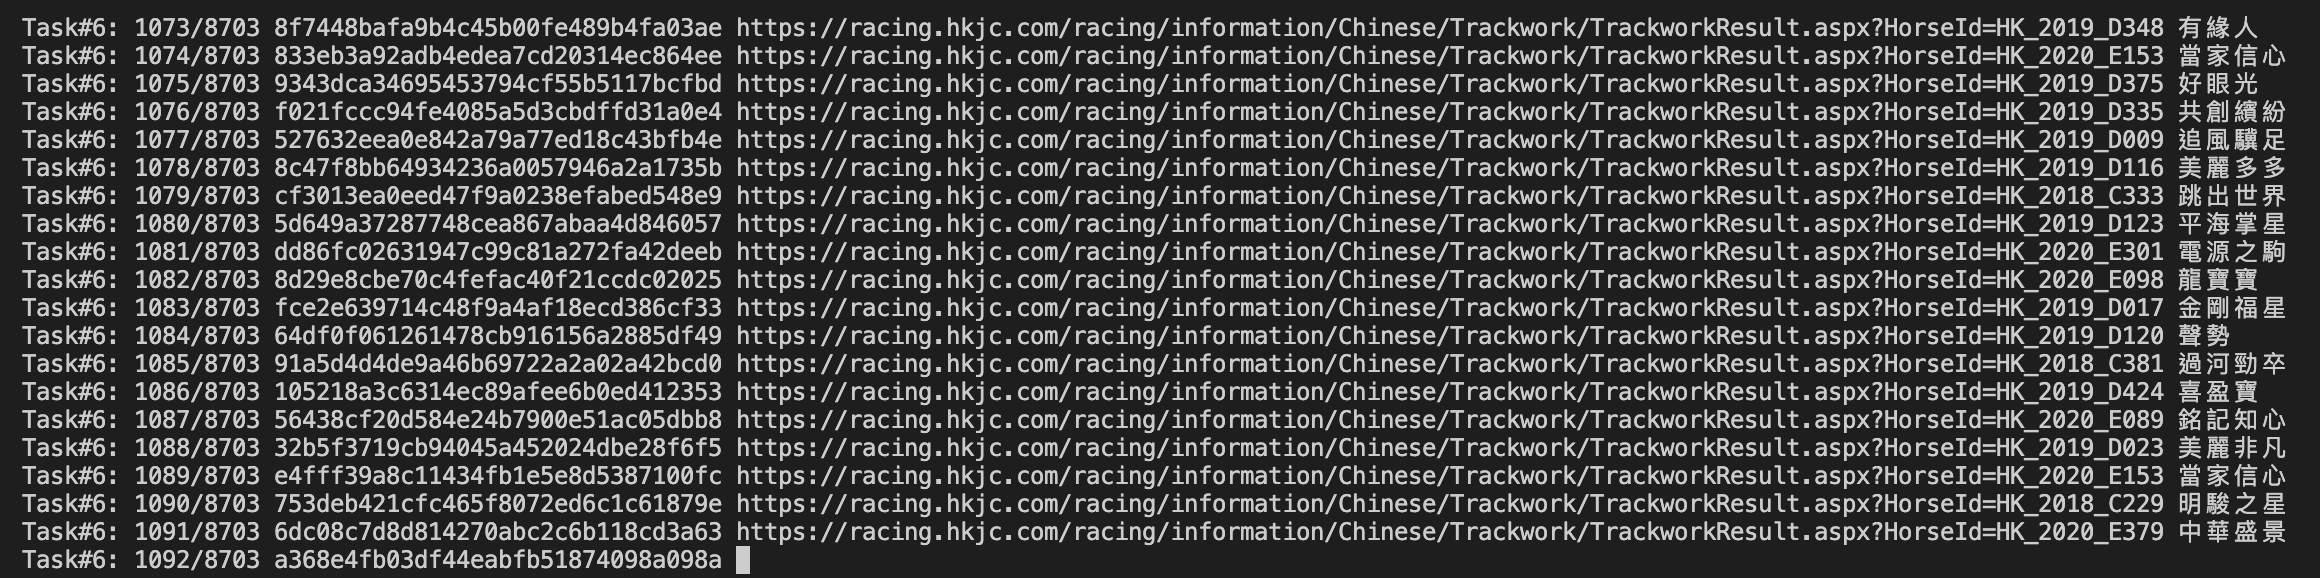 Task#6: 1073/8703 8f7448bafa9b4c45b00fe489b4fa03ae https://racing.hkjc.com/racing/information/Chinese/Trackwork/TrackworkResult.aspx?HorseId=HK_2019_D348 有緣人
Task#6: 1074/8703 833eb3a92adb4edea7cd20314ec864ee https://racing.hkjc.com/racing/information/Chinese/Trackwork/TrackworkResult.aspx?HorseId=HK_2020_E153 當家信心
Task#6: 1075/8703 9343dca34695453794cf55b5117bcfbd https://racing.hkjc.com/racing/information/Chinese/Trackwork/TrackworkResult.aspx?HorseId=HK_2019_D375 好眼光
Task#6: 1076/8703 f021fccc94fe4085a5d3cbdffd31a0e4 https://racing.hkjc.com/racing/information/Chinese/Trackwork/TrackworkResult.aspx?HorseId=HK_2019_D335 共創繽紛
Task#6: 1077/8703 527632eea0e842a79a77ed18c43bfb4e https://racing.hkjc.com/racing/information/Chinese/Trackwork/TrackworkResult.aspx?HorseId=HK_2019_D009 追風驥足
Task#6: 1078/8703 8c47f8bb64934236a0057946a2a1735b https://racing.hkjc.com/racing/information/Chinese/Trackwork/TrackworkResult.aspx?HorseId=HK_2019_D116 美麗多多
Task#6: 1079/8703 cf3013ea0eed47f9a0238efabed548e9 https://racing.hkjc.com/racing/information/Chinese/Trackwork/TrackworkResult.aspx?HorseId=HK_2018_C333 跳出世界
Task#6: 1080/8703 5d649a37287748cea867abaa4d846057 https://racing.hkjc.com/racing/information/Chinese/Trackwork/TrackworkResult.aspx?HorseId=HK_2019_D123 平海掌星
Task#6: 1081/8703 dd86fc02631947c99c81a272fa42deeb https://racing.hkjc.com/racing/information/Chinese/Trackwork/TrackworkResult.aspx?HorseId=HK_2020_E301 電源之駒
Task#6: 1082/8703 8d29e8cbe70c4fefac40f21ccdc02025 https://racing.hkjc.com/racing/information/Chinese/Trackwork/TrackworkResult.aspx?HorseId=HK_2020_E098 龍寶寶
Task#6: 1083/8703 fce2e639714c48f9a4af18ecd386cf33 https://racing.hkjc.com/racing/information/Chinese/Trackwork/TrackworkResult.aspx?HorseId=HK_2019_D017 金剛福星
Task#6: 1084/8703 64df0f061261478cb916156a2885df49 https://racing.hkjc.com/racing/information/Chinese/Trackwork/TrackworkResult.aspx?HorseId=HK_2019_D120 聲勢
Task#6: 1085/8703 91a5d4d4de9a46b69722a2a02a42bcd0 https://racing.hkjc.com/racing/information/Chinese/Trackwork/TrackworkResult.aspx?HorseId=HK_2018_C381 過河勁卒
Task#6: 1086/8703 105218a3c6314ec89afee6b0ed412353 https://racing.hkjc.com/racing/information/Chinese/Trackwork/TrackworkResult.aspx?HorseId=HK_2019_D424 喜盈寶
Task#6: 1087/8703 56438cf20d584e24b7900e51ac05dbb8 https://racing.hkjc.com/racing/information/Chinese/Trackwork/TrackworkResult.aspx?HorseId=HK_2020_E089 銘記知心
Task#6: 1088/8703 32b5f3719cb94045a452024dbe28f6f5 https://racing.hkjc.com/racing/information/Chinese/Trackwork/TrackworkResult.aspx?HorseId=HK_2019_D023 美麗非凡
Task#6: 1089/8703 e4fff39a8c11434fb1e5e8d5387100fc https://racing.hkjc.com/racing/information/Chinese/Trackwork/TrackworkResult.aspx?HorseId=HK_2020_E153 當家信心
Task#6: 1090/8703 753deb421cfc465f8072ed6c1c61879e https://racing.hkjc.com/racing/information/Chinese/Trackwork/TrackworkResult.aspx?HorseId=HK_2018_C229 明駿之星
Task#6: 1091/8703 6dc08c7d8d814270abc2c6b118cd3a63 https://racing.hkjc.com/racing/information/Chinese/Trackwork/TrackworkResult.aspx?HorseId=HK_2020_E379 中華盛景
Task#6: 1092/8703 a368e4fb03df44eabfb51874098a098a